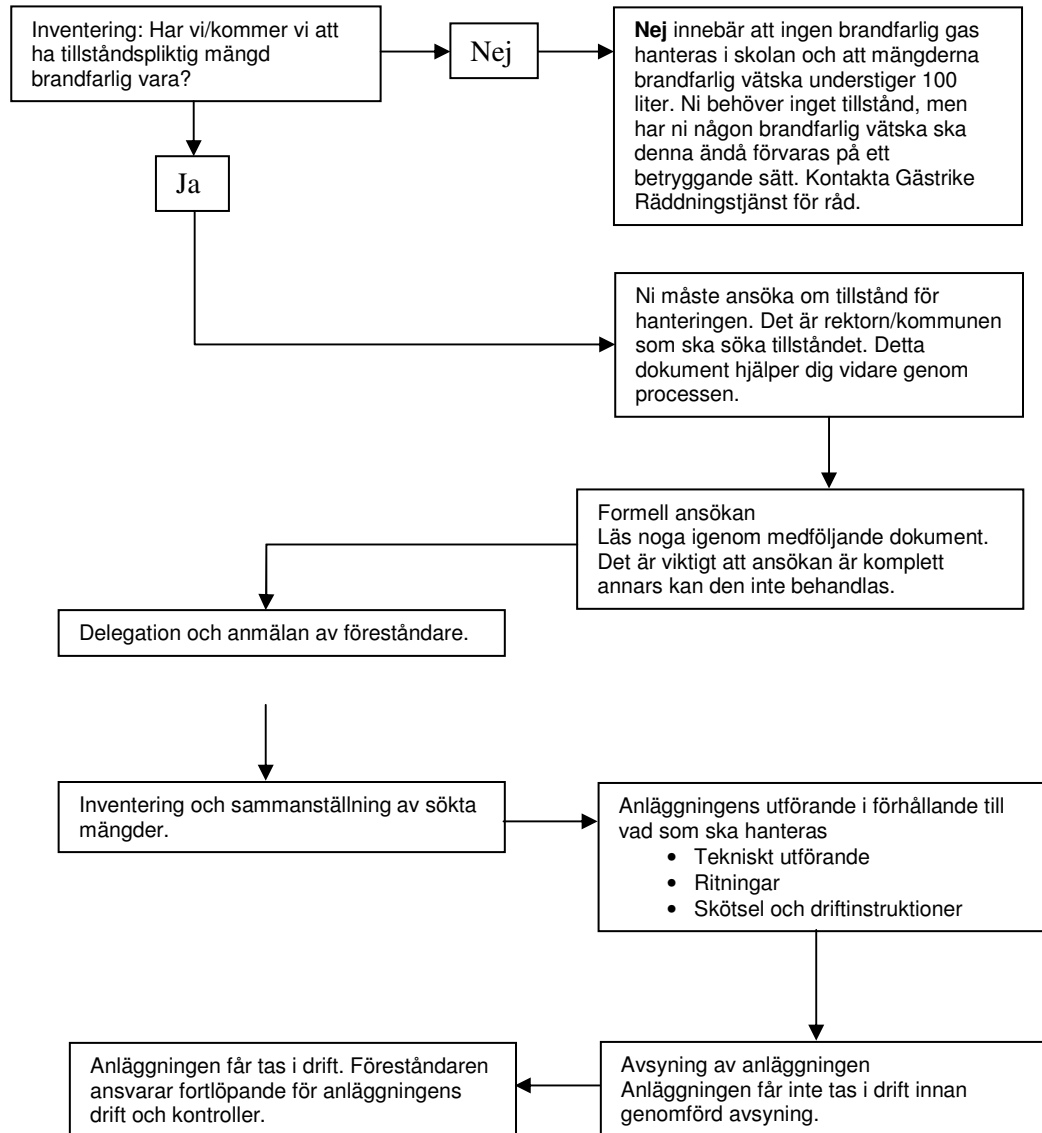 Inventering: Har vi/kommer vi att
ha tillståndspliktig mängd
brandfarlig vara?
Nej
Nej innebär att ingen brandfarlig gas
hanteras i skolan och att mängderna
brandfarlig vätska understiger 100
liter. Ni behöver inget tillstånd, men
har ni någon brandfarlig vätska ska
denna ändå förvaras på ett
betryggande sätt. Kontakta Gästrike
Räddningstjänst för råd.
Ja
Ni måste ansöka om tillstånd för
hanteringen. Det är rektorn/kommunen
som ska söka tillståndet. Detta
dokument hjälper dig vidare genom
processen.
Formell ansökan
Läs noga igenom medföljande dokument.
Det är viktigt att ansökan är komplett
annars kan den inte behandlas.
Delegation och anmälan av föreståndare.
Inventering och sammanställning av sökta
mängder.
Anläggningens utförande i förhållande till
vad som ska hanteras
• Tekniskt utförande
• Ritningar
• Skötsel och driftinstruktioner
Avsyning av anläggningen
Anläggningen får inte tas i drift innan
genomförd avsyning.
Anläggningen får tas i drift. Föreståndaren
ansvarar fortlöpande för anläggningens
drift och kontroller.